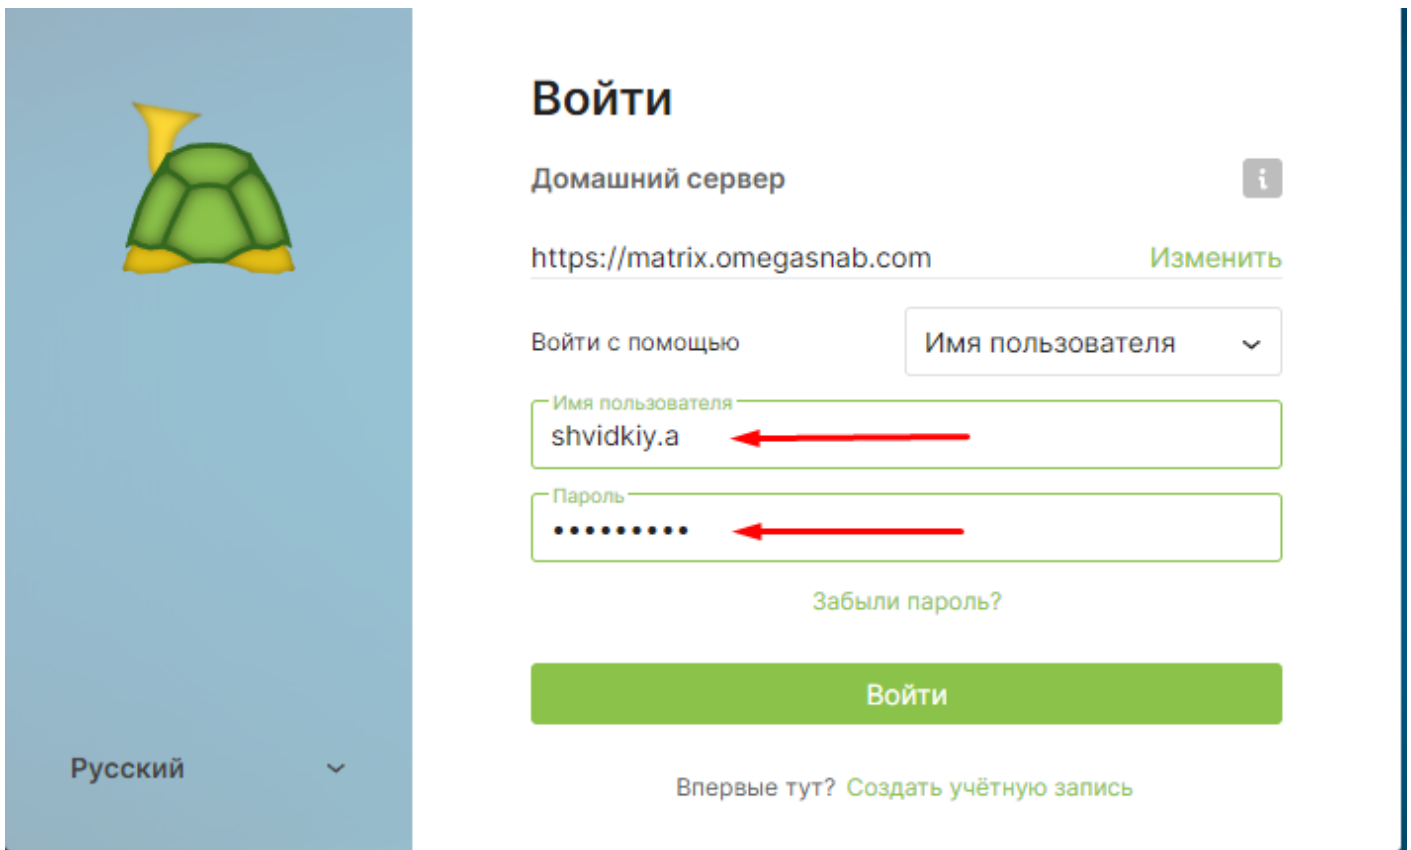 Войти
Домашний сервер
https://matrix.omegasnab.com Изменить
Войти с помощью Имя пользователя
Имя пользователя
shvidkiy.a
Пароль
•••••••••
Забыли пароль?
Войти
Русский
Впервые тут? Создать учётную запись